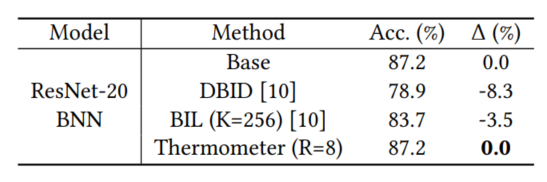 Model Method Acc. (%) Δ (%)
Base 87.2 0.0
ResNet-20 DBID [10] 78.9 -8.3
BNN BIL (K=256) [10] 83.7 -3.5
Thermometer (R=8) 87.2 0.0